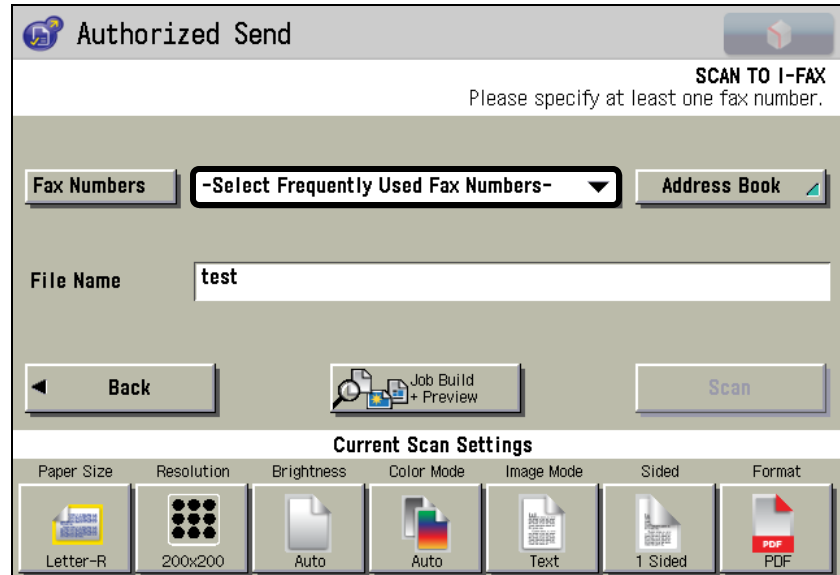 Authorized Send
SCAN TO I-FAX
Please specify at least one fax number.
Fax Numbers -Select Frequently Used Fax Numbers- Address Book
File Name test
Back Job Build
+ Preview Scan
Current Scan Settings
Paper Size Resolution Brightness Color Mode Image Mode Sided Format
PDF
Letter-R 200x200 Auto Auto Text 1 Sided PDF